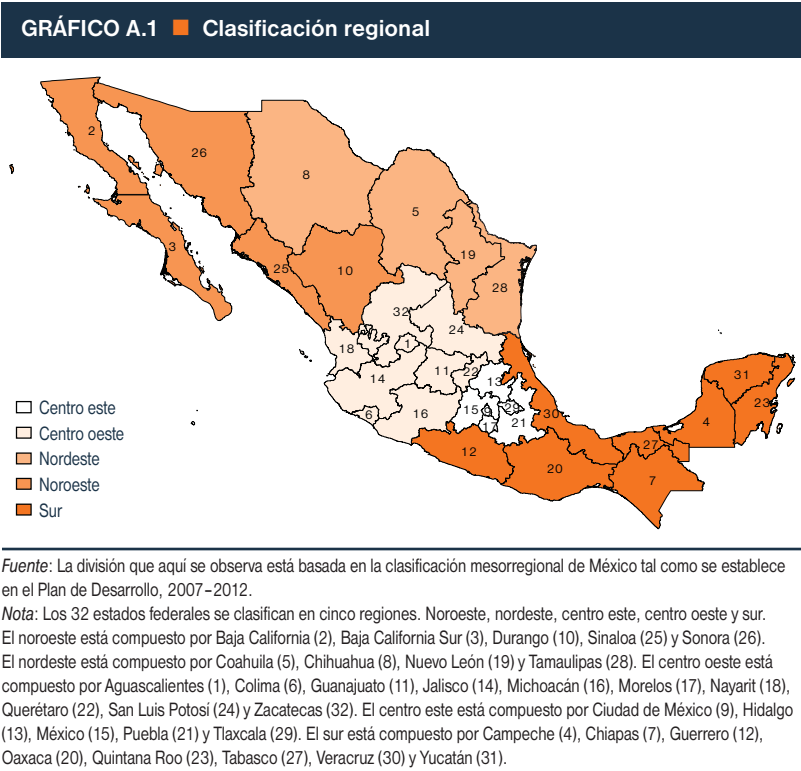 GRÁFICO A.1 ■ Clasificación regional
2
26
8
5
3
19
25
10
28
32
24
18
1
14
11
22
13
31
6
16
15
9
29
30
23
17
21
4
27
12
20
7
Centro este
Centro oeste
Nordeste
Noroeste
Sur
Fuente: La división que aquí se observa está basada en la clasificación mesorregional de México tal como se establece
en el Plan de Desarrollo, 2007–2012.
Nota: Los 32 estados federales se clasifican en cinco regiones. Noroeste, nordeste, centro este, centro oeste y sur.
El noroeste está compuesto por Baja California (2), Baja California Sur (3), Durango (10), Sinaloa (25) y Sonora (26).
El nordeste está compuesto por Coahuila (5), Chihuahua (8), Nuevo León (19) y Tamaulipas (28). El centro oeste está
compuesto por Aguascalientes (1), Colima (6), Guanajuato (11), Jalisco (14), Michoacán (16), Morelos (17), Nayarit (18),
Querétaro (22), San Luis Potosí (24) y Zacatecas (32). El centro este está compuesto por Ciudad de México (9), Hidalgo
(13), México (15), Puebla (21) y Tlaxcala (29). El sur está compuesto por Campeche (4), Chiapas (7), Guerrero (12),
Oaxaca (20), Quintana Roo (23), Tabasco (27), Veracruz (30) y Yucatán (31).